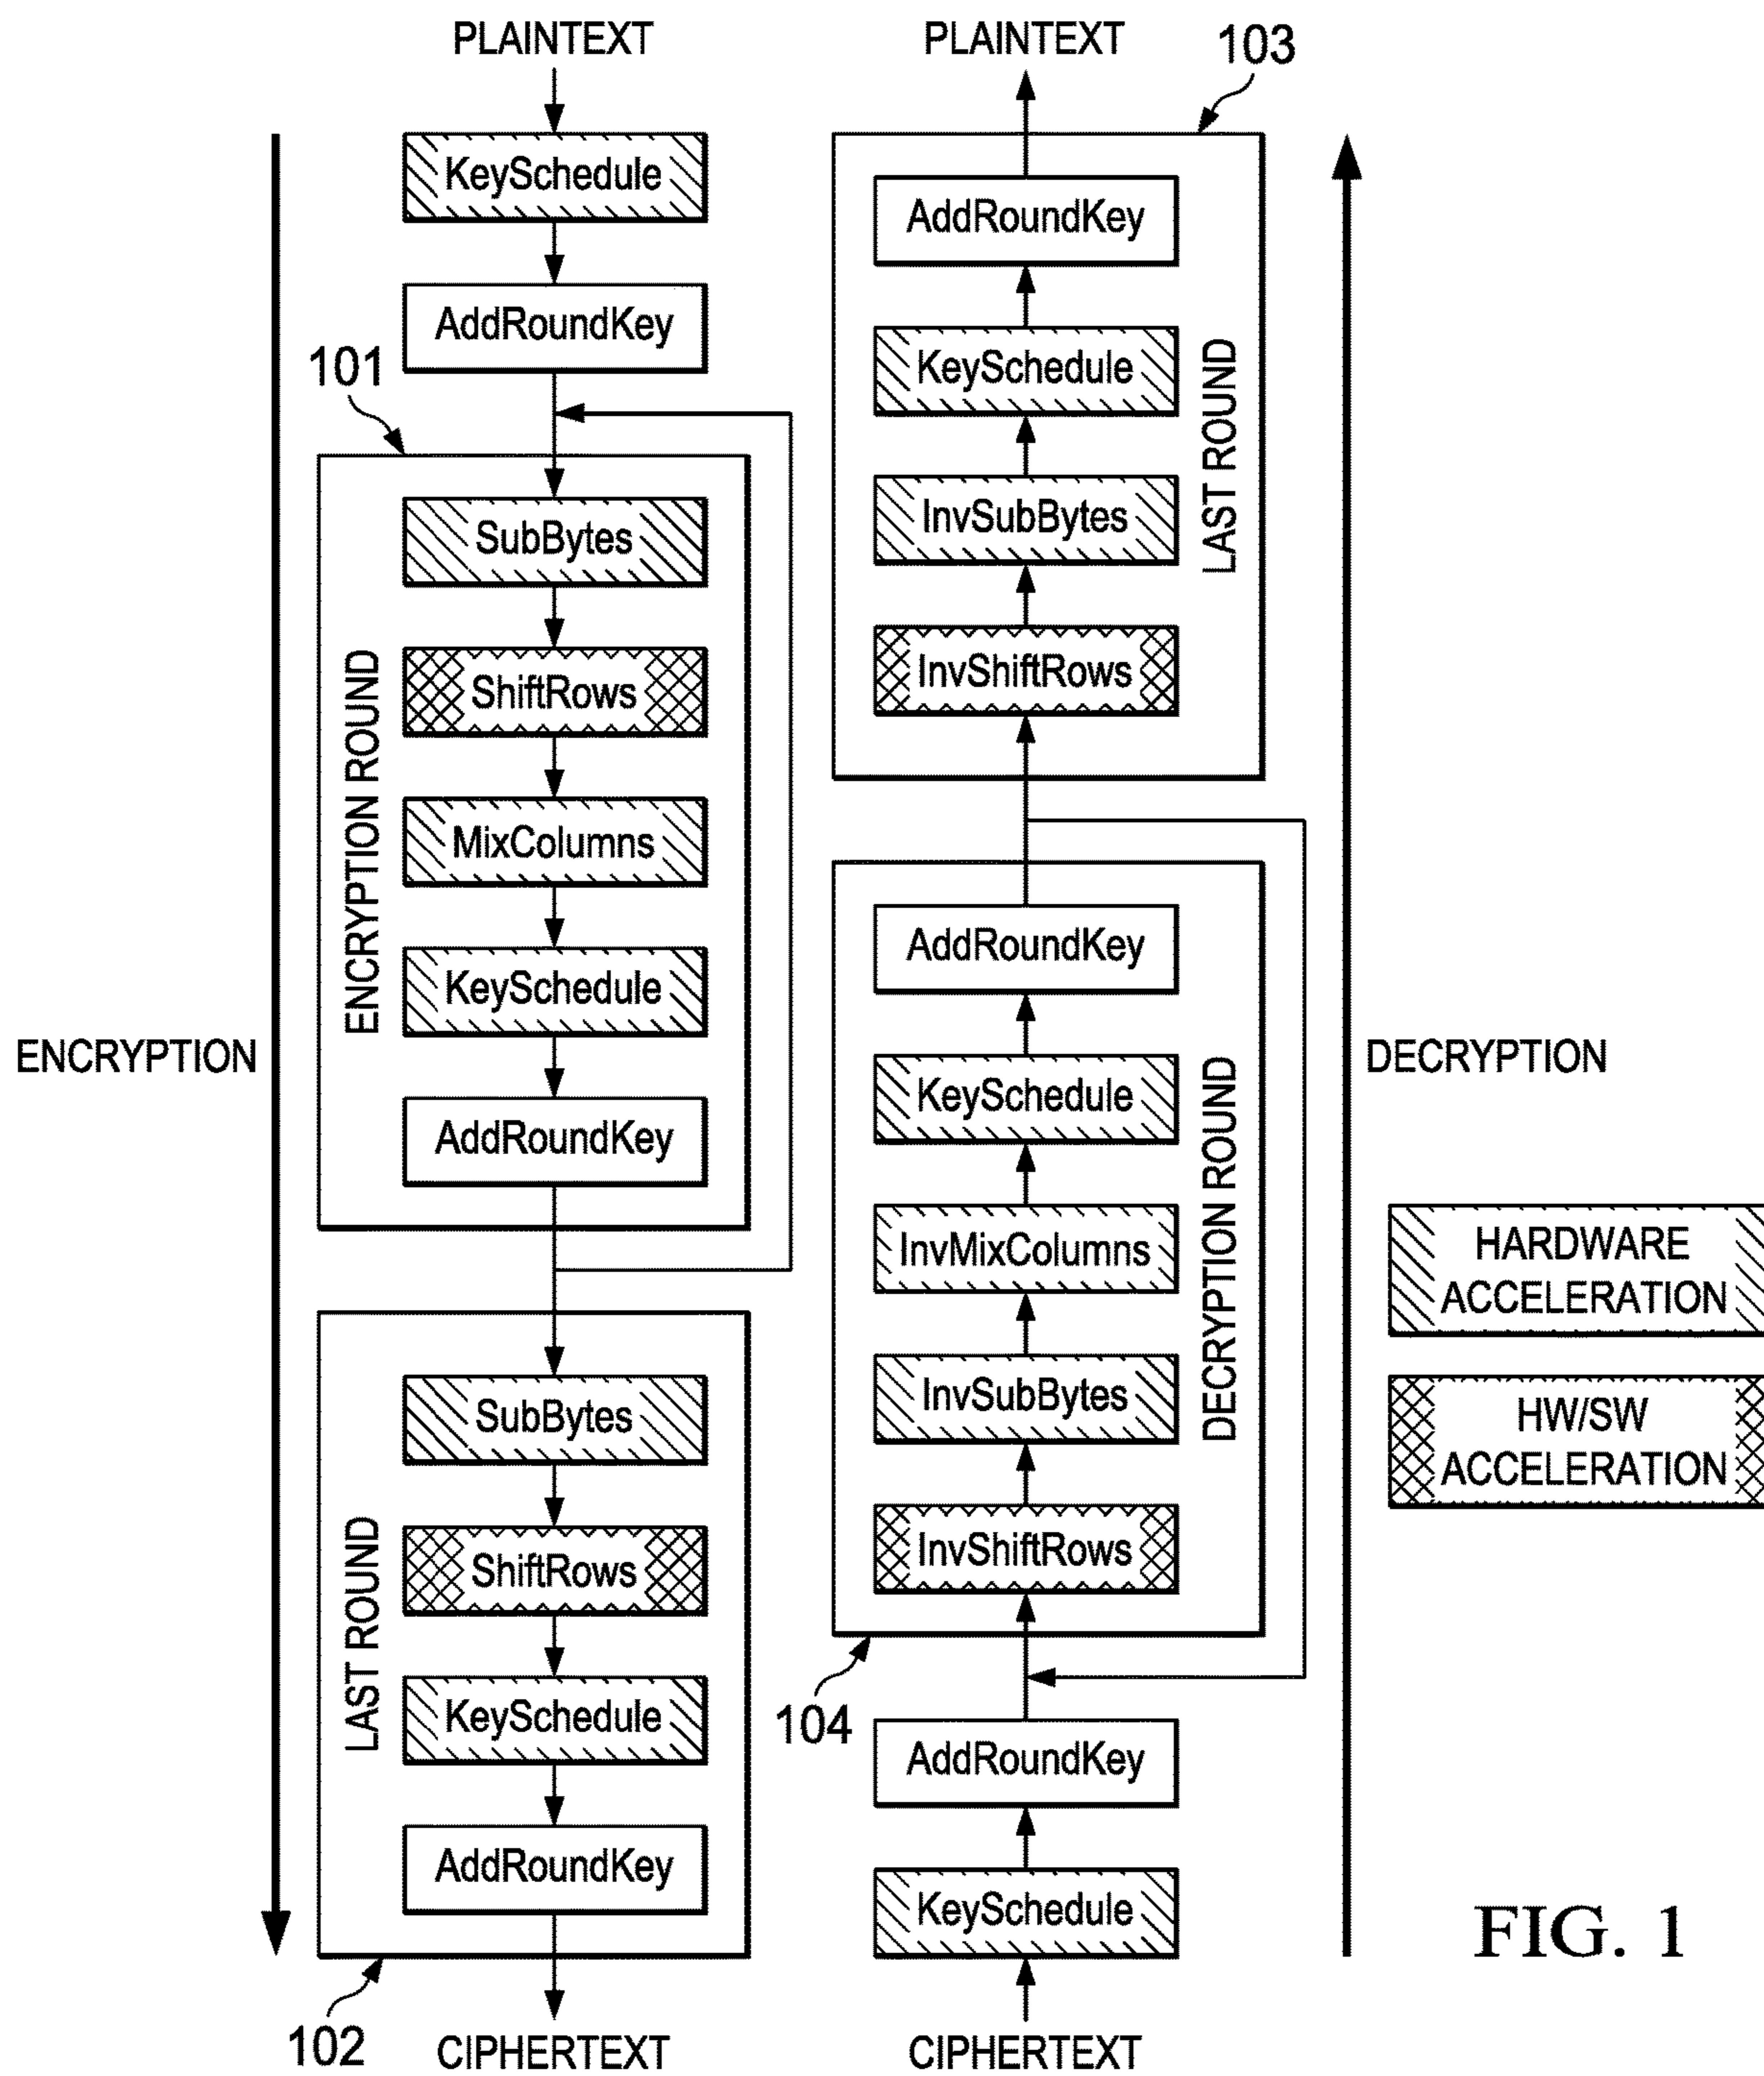 PLAINTEXT
KeySchedule
AddRoundKey
101
ENCRYPTION ROUND
SubBytes
ShiftRows
MixColumns
KeySchedule
AddRoundKey
ENCRYPTION
LAST ROUND
SubBytes
ShiftRows
KeySchedule
AddRoundKey
102
CIPHERTEXT
PLAINTEXT
103
AddRoundKey
KeySchedule
InvSubBytes
InvShiftRows
LAST ROUND
AddRoundKey
KeySchedule
InvMixColumns
InvSubBytes
InvShiftRows
DECRYPTION ROUND
104
AddRoundKey
KeySchedule
CIPHERTEXT
DECRYPTION
HARDWARE
ACCELERATION
HW/SW
ACCELERATION
FIG. 1